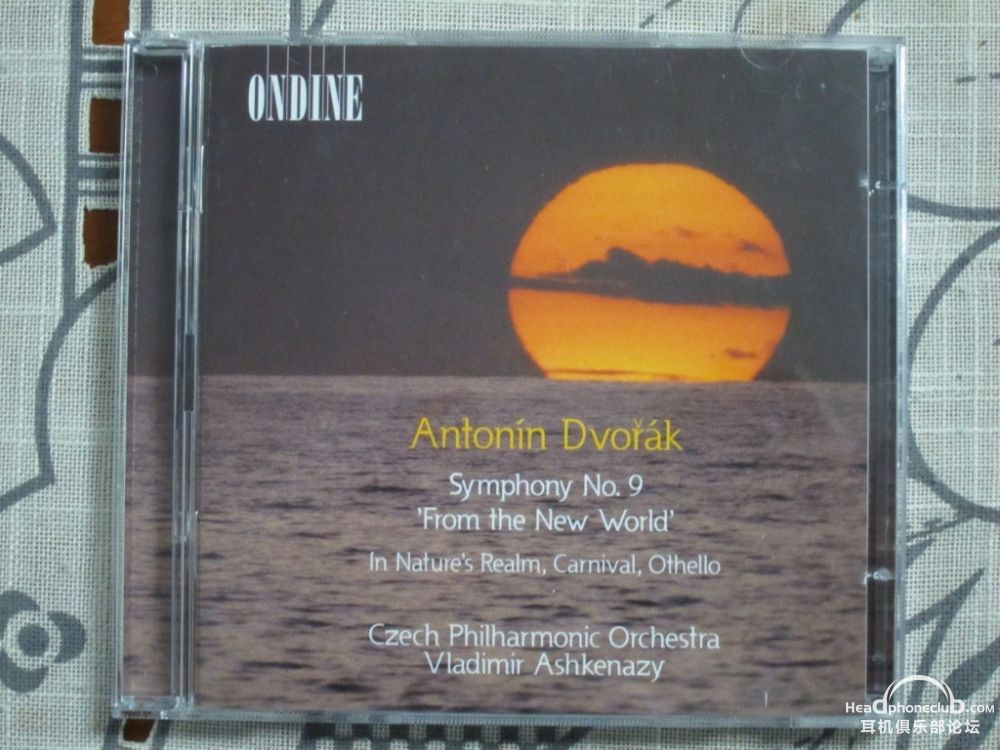 ONDINE
Antonín Dvořák
Symphony No. 9
'From the New World'
In Nature's Realm, Carnival, Othello
Czech Philharmonic Orchestra
Vladimir Ashkenazy
HeadphoneclubD.com
耳机俱乐部论坛